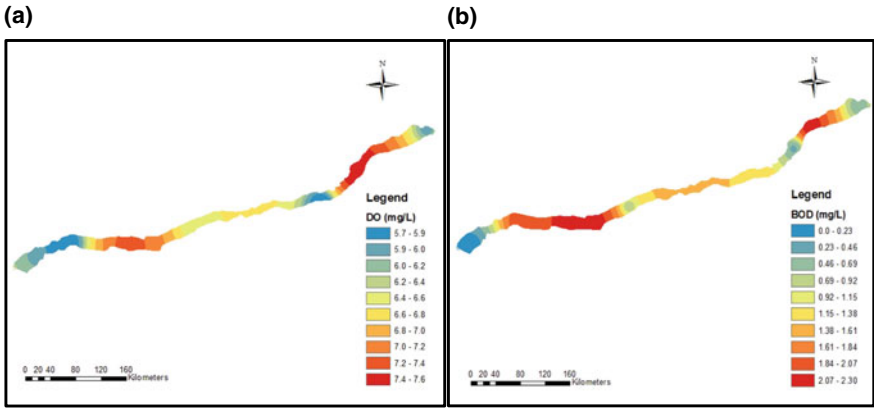 (a)
N
Legend
DO (mg/L)
5.7 - 5.9
5.9 - 6.0
6.0 - 6.2
6.2 - 6.4
6.4 - 6.6
6.6 - 6.8
6.8 - 7.0
7.0 - 7.2
7.2 - 7.4
7.4 - 7.6
0 20 40 80 120 160
Kilometers
(b)
N
Legend
BOD (mg/L)
0.0 - 0.23
0.23 - 0.46
0.46 - 0.69
0.69 - 0.92
0.92 - 1.15
1.15 - 1.38
1.38 - 1.61
1.61 - 1.84
1.84 - 2.07
2.07 - 2.30
0 20 40 80 120 160
Kilometers